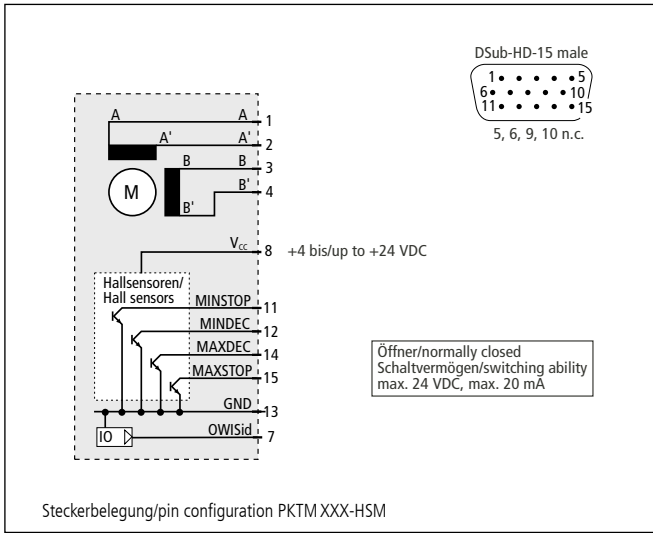 DSub-HD-15 male
1 5
6 10
11 15
5, 6, 9, 10 n.c.
A A 1
A' A' 2
B B 3
M
B' B' 4
Vcc 8 +4 bis/up to +24 VDC
Hallsensoren/
Hall sensors
MINSTOP 11
MINDEC 12
MAXDEC 14
MAXSTOP 15
Öffner/normally closed
Schaltvermögen/switching ability
max. 24 VDC, max. 20 mA
GND 13
IO OWISid 7
Steckerbelegung/pin configuration PKTM XXX-HSM